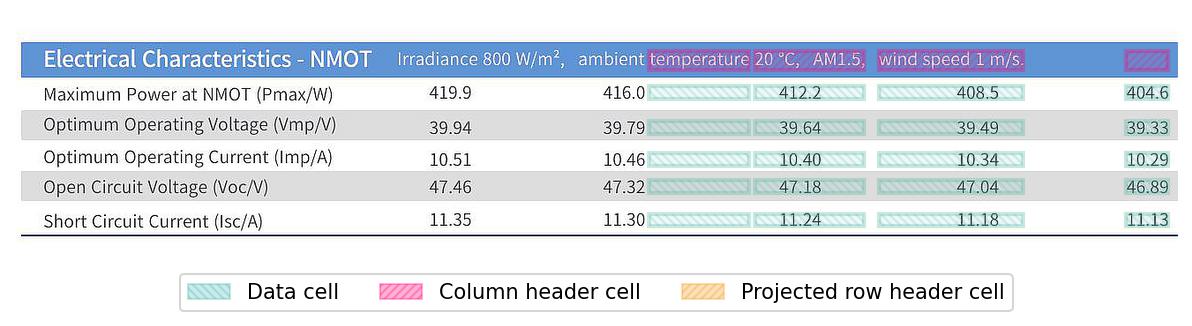 Electrical Characteristics - NMOT Irradiance 800 W/m², ambient temperature 20 °C, AM1.5, wind speed 1 m/s.
Maximum Power at NMOT (Pmax/W) 419.9 416.0 412.2 408.5 404.6
Optimum Operating Voltage (Vmp/V) 39.94 39.79 39.64 39.49 39.33
Optimum Operating Current (Imp/A) 10.51 10.46 10.40 10.34 10.29
Open Circuit Voltage (Voc/V) 47.46 47.32 47.18 47.04 46.89
Short Circuit Current (Isc/A) 11.35 11.30 11.24 11.18 11.13
Data cell Column header cell Projected row header cell